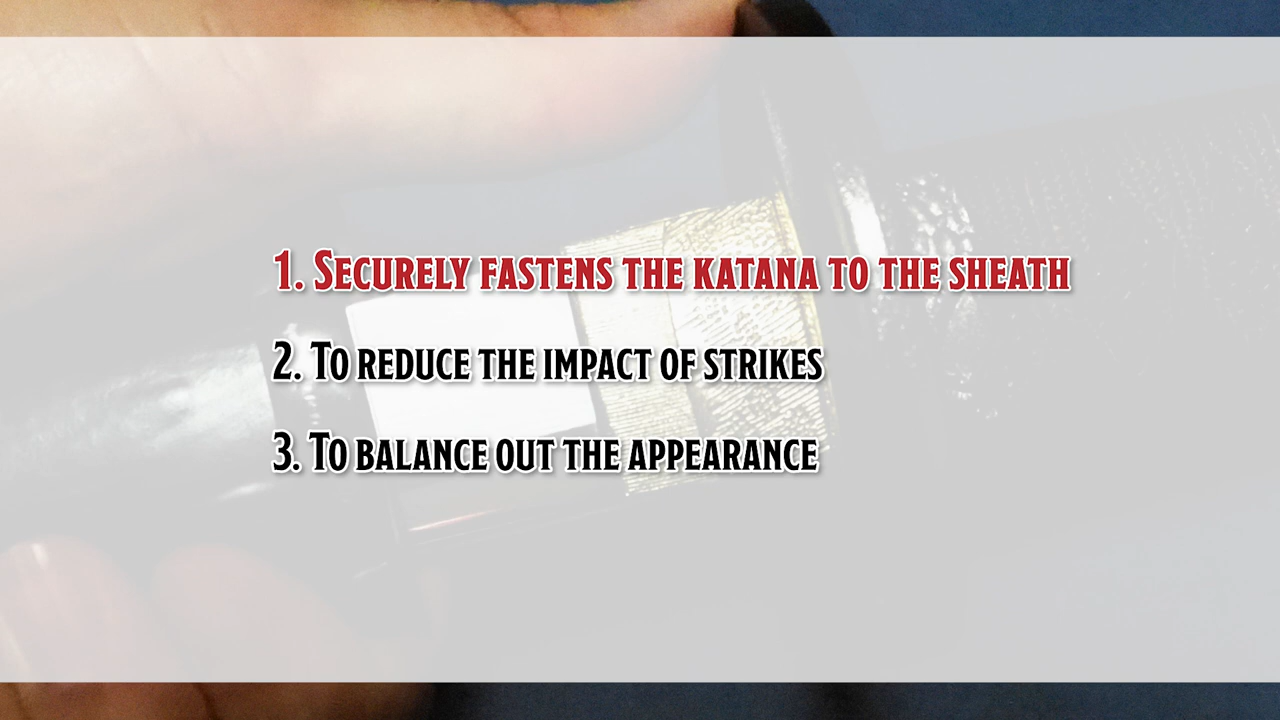 1. Securely fastens the katana to the sheath
2. To reduce the impact of strikes
3. To balance out the appearance